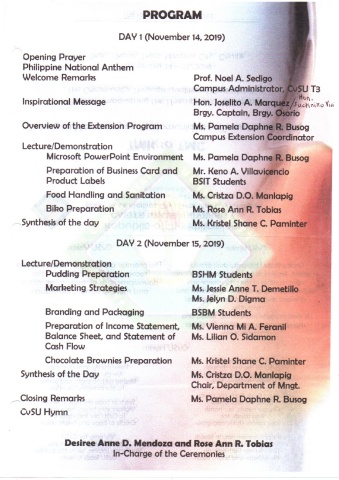 PROGRAM
DAY 1 (November 14, 2019)
Opening Prayer
Philippine National Anthem
Welcome Remarks Prof. Noel A. Sedigo
Campus Administrator, CvSU T3
Hon.
Inspirational Message Hon. Joselito A. Marquez/
Brgy. Captain, Brgy. Osorio
Overview of the Extension Program Ms. Pamela Daphne R. Busog
Campus Extension Coordinator
Lecture/Demonstration
Microsoft PowerPoint Environment Ms. Pamela Daphne R. Busog
Preparation of Business Card and Mr. Keno A. Villavicencio
Product Labels BSIT Students
Food Handling and Sanitation Ms. Cristza D.O. Manlapig
Biko Preparation Ms. Rose Ann R. Tobias
Synthesis of the day Ms. Kristel Shane C. Paminter
DAY 2 (November 15, 2019)
Lecture/Demonstration
Pudding Preparation BSHM Students
Marketing Strategies Ms. Jessie Anne T. Demetillo
Ms. Jelyn D. Digma
Branding and Packaging BSBM Students
Preparation of Income Statement, Ms. Vienna Mi A. Feranil
Balance Sheet, and Statement of Ms. Lilian O. Sidamon
Cash Flow
Chocolate Brownies Preparation Ms. Kristel Shane C. Paminter
Synthesis of the Day Ms. Cristza D.O. Manlapig
Chair, Department of Mngt.
Closing Remarks Ms. Pamela Daphne R. Busog
CvSU Hymn
Desiree Anne D. Mendoza and Rose Ann R. Tobias
In-Charge of the Ceremonies